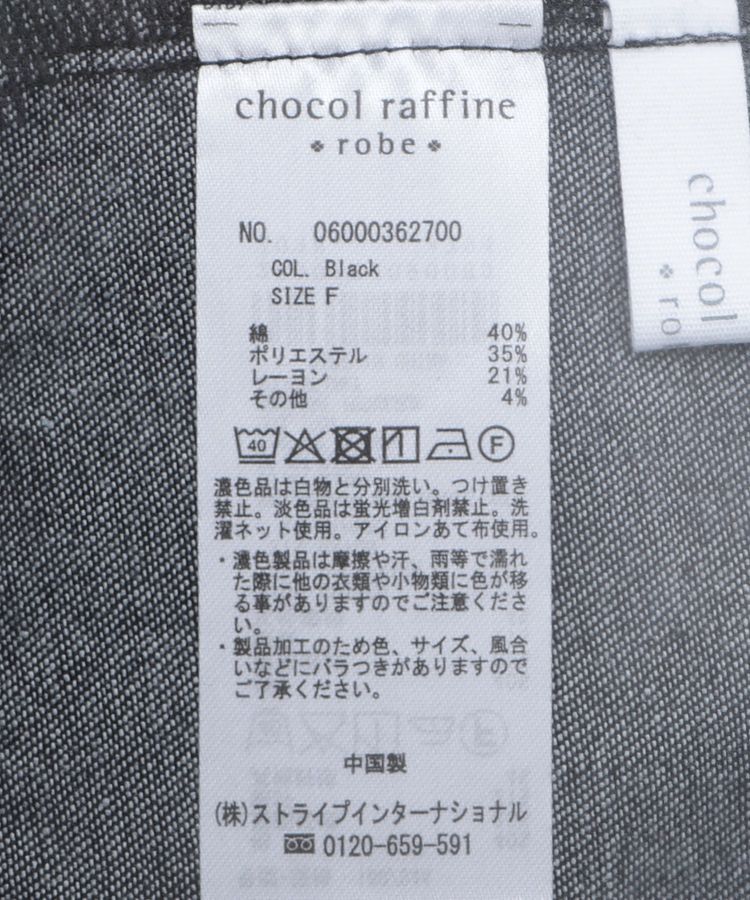 chocol raffine
robe
NO. 06000362700
COL. Black
SIZE F
綿 40%
ポリエステル 35%
レーヨン 21%
その他 4%
40
F
濃色品は白物と分別洗い。つけ置き
禁止。淡色品は蛍光増白剤禁止。洗
濯ネット使用。アイロンあて布使用。
・濃色製品は摩擦や汗、雨等で濡れ
た際に他の衣類や小物類に色が移
る事がありますのでご注意くださ
い。
・製品加工のため色、サイズ、風合
いなどにバラつきがありますので
ご了承ください。
中国製
(株)ストライプインターナショナル
0120-659-591
chocol
ro